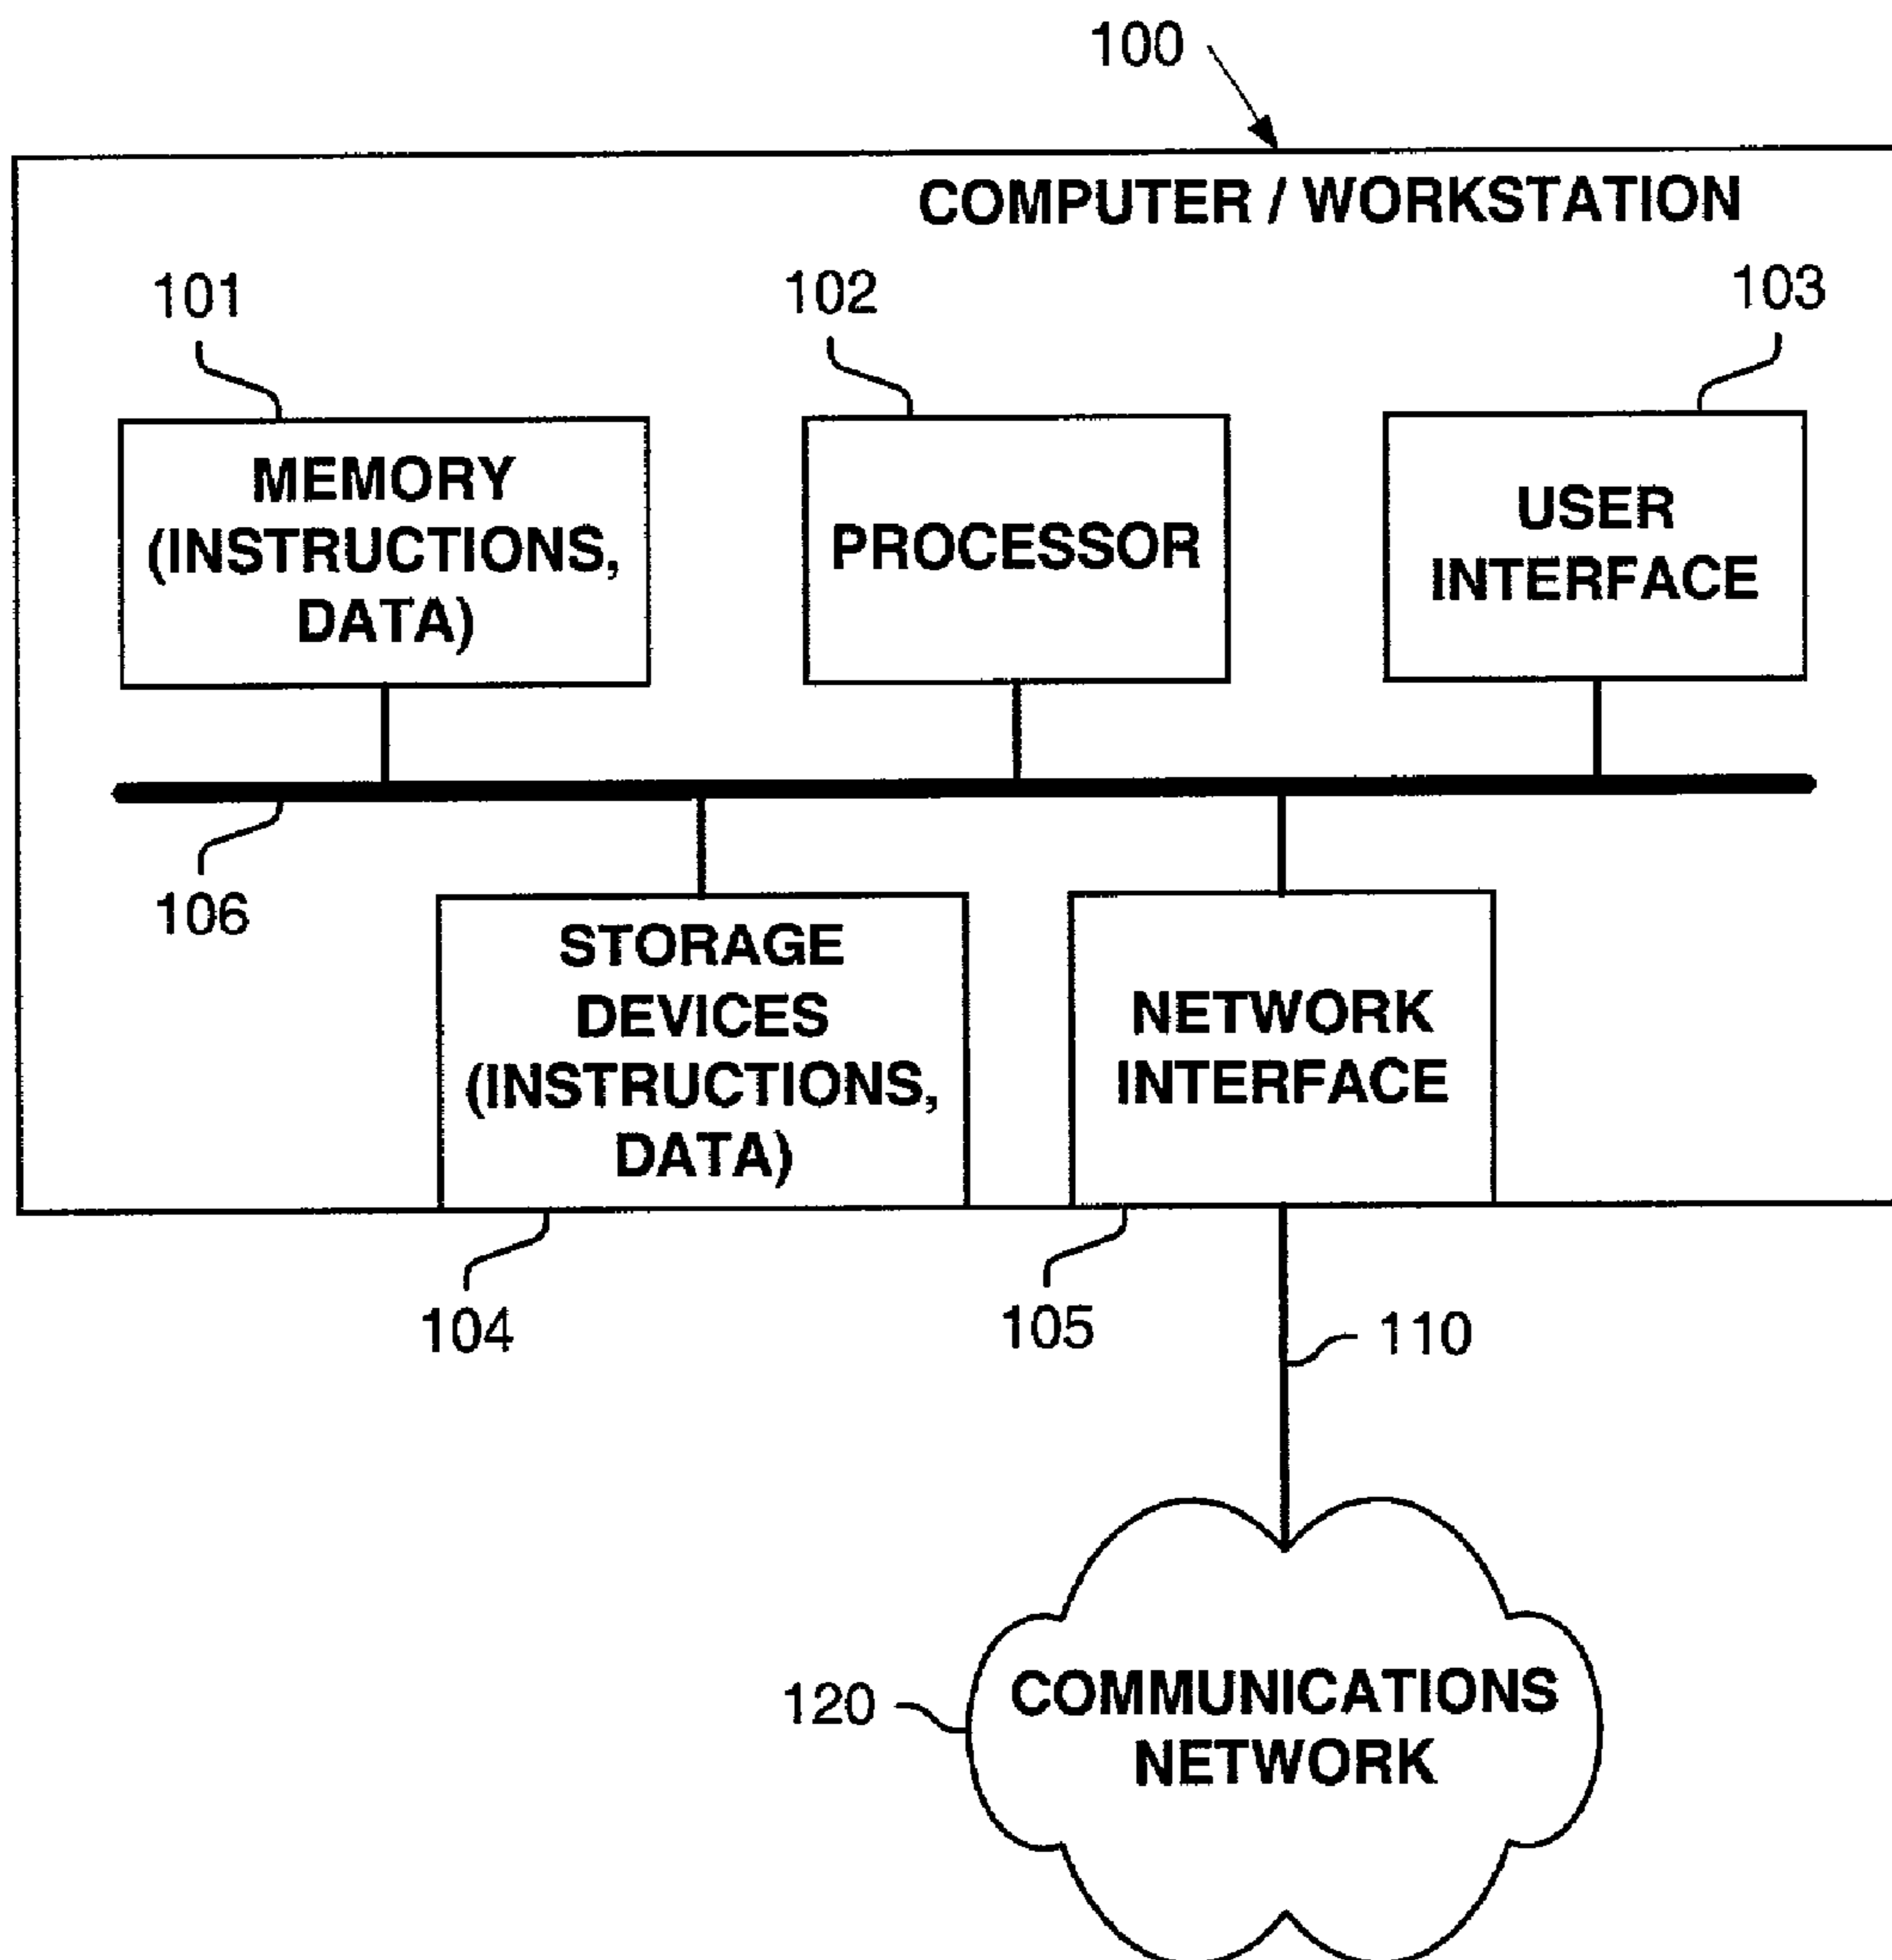 100
COMPUTER / WORKSTATION
101
102
103
MEMORY
(INSTRUCTIONS,
DATA)
PROCESSOR
USER
INTERFACE
106
STORAGE
DEVICES
(INSTRUCTIONS,
DATA)
NETWORK
INTERFACE
104
105
110
120
COMMUNICATIONS
NETWORK